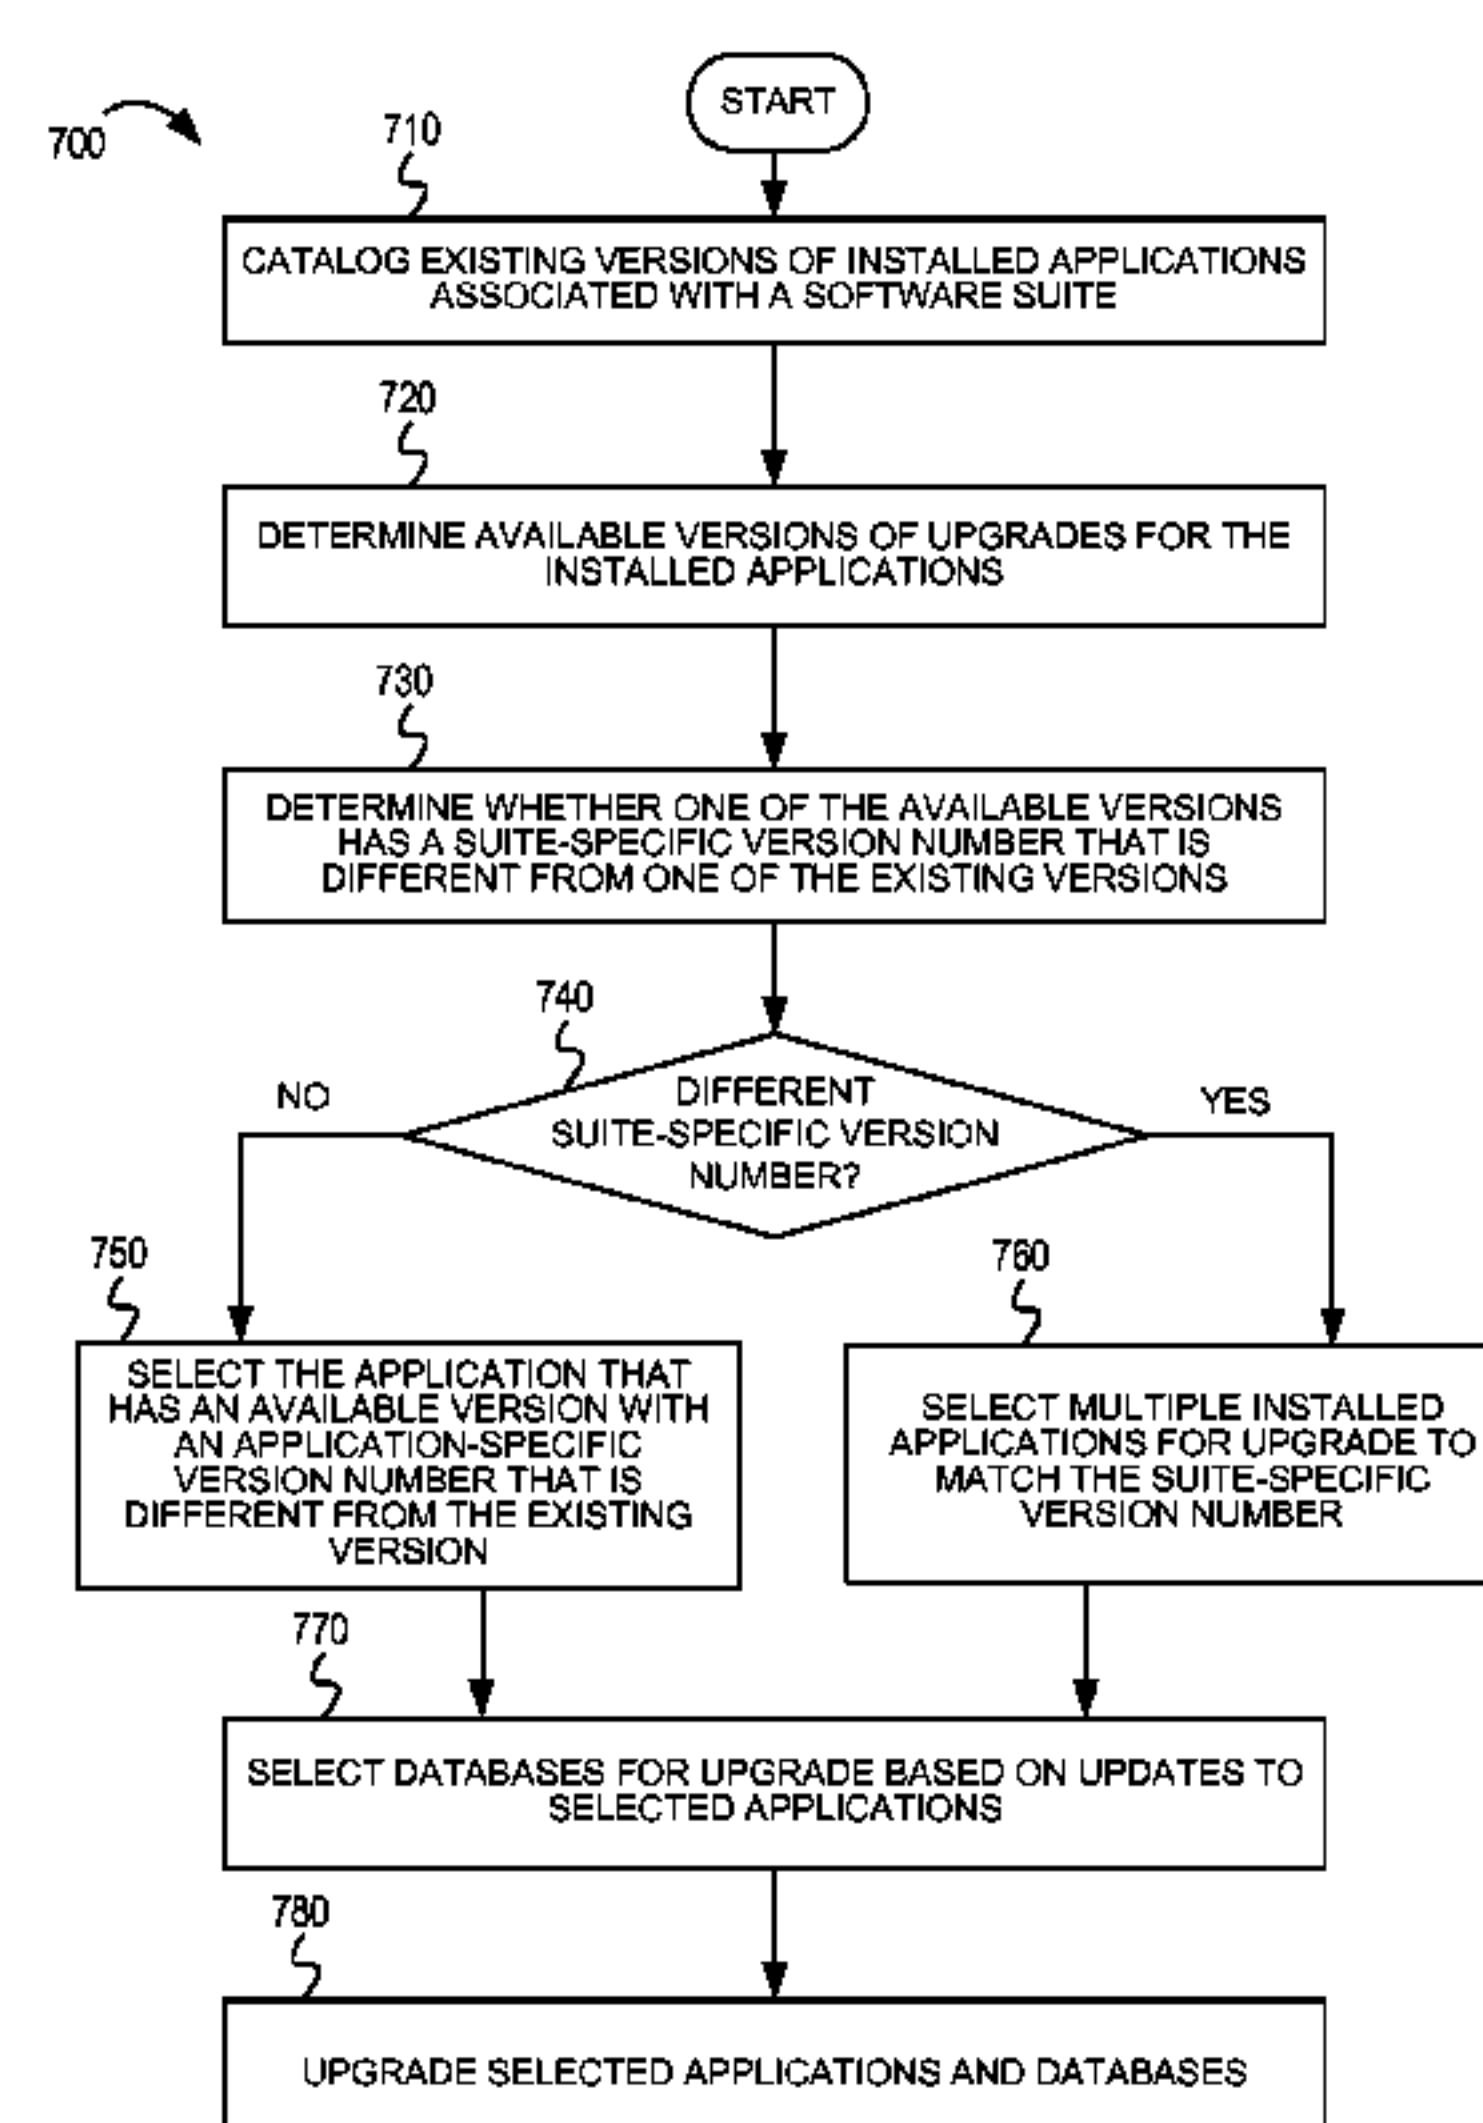 START
700
710
CATALOG EXISTING VERSIONS OF INSTALLED APPLICATIONS
ASSOCIATED WITH A SOFTWARE SUITE
720
DETERMINE AVAILABLE VERSIONS OF UPGRADES FOR THE
INSTALLED APPLICATIONS
730
DETERMINE WHETHER ONE OF THE AVAILABLE VERSIONS
HAS A SUITE-SPECIFIC VERSION NUMBER THAT IS
DIFFERENT FROM ONE OF THE EXISTING VERSIONS
740
DIFFERENT
SUITE-SPECIFIC VERSION
NUMBER?
NO
YES
750
SELECT THE APPLICATION THAT
HAS AN AVAILABLE VERSION WITH
AN APPLICATION-SPECIFIC
VERSION NUMBER THAT IS
DIFFERENT FROM THE EXISTING
VERSION
760
SELECT MULTIPLE INSTALLED
APPLICATIONS FOR UPGRADE TO
MATCH THE SUITE-SPECIFIC
VERSION NUMBER
770
SELECT DATABASES FOR UPGRADE BASED ON UPDATES TO
SELECTED APPLICATIONS
780
UPGRADE SELECTED APPLICATIONS AND DATABASES